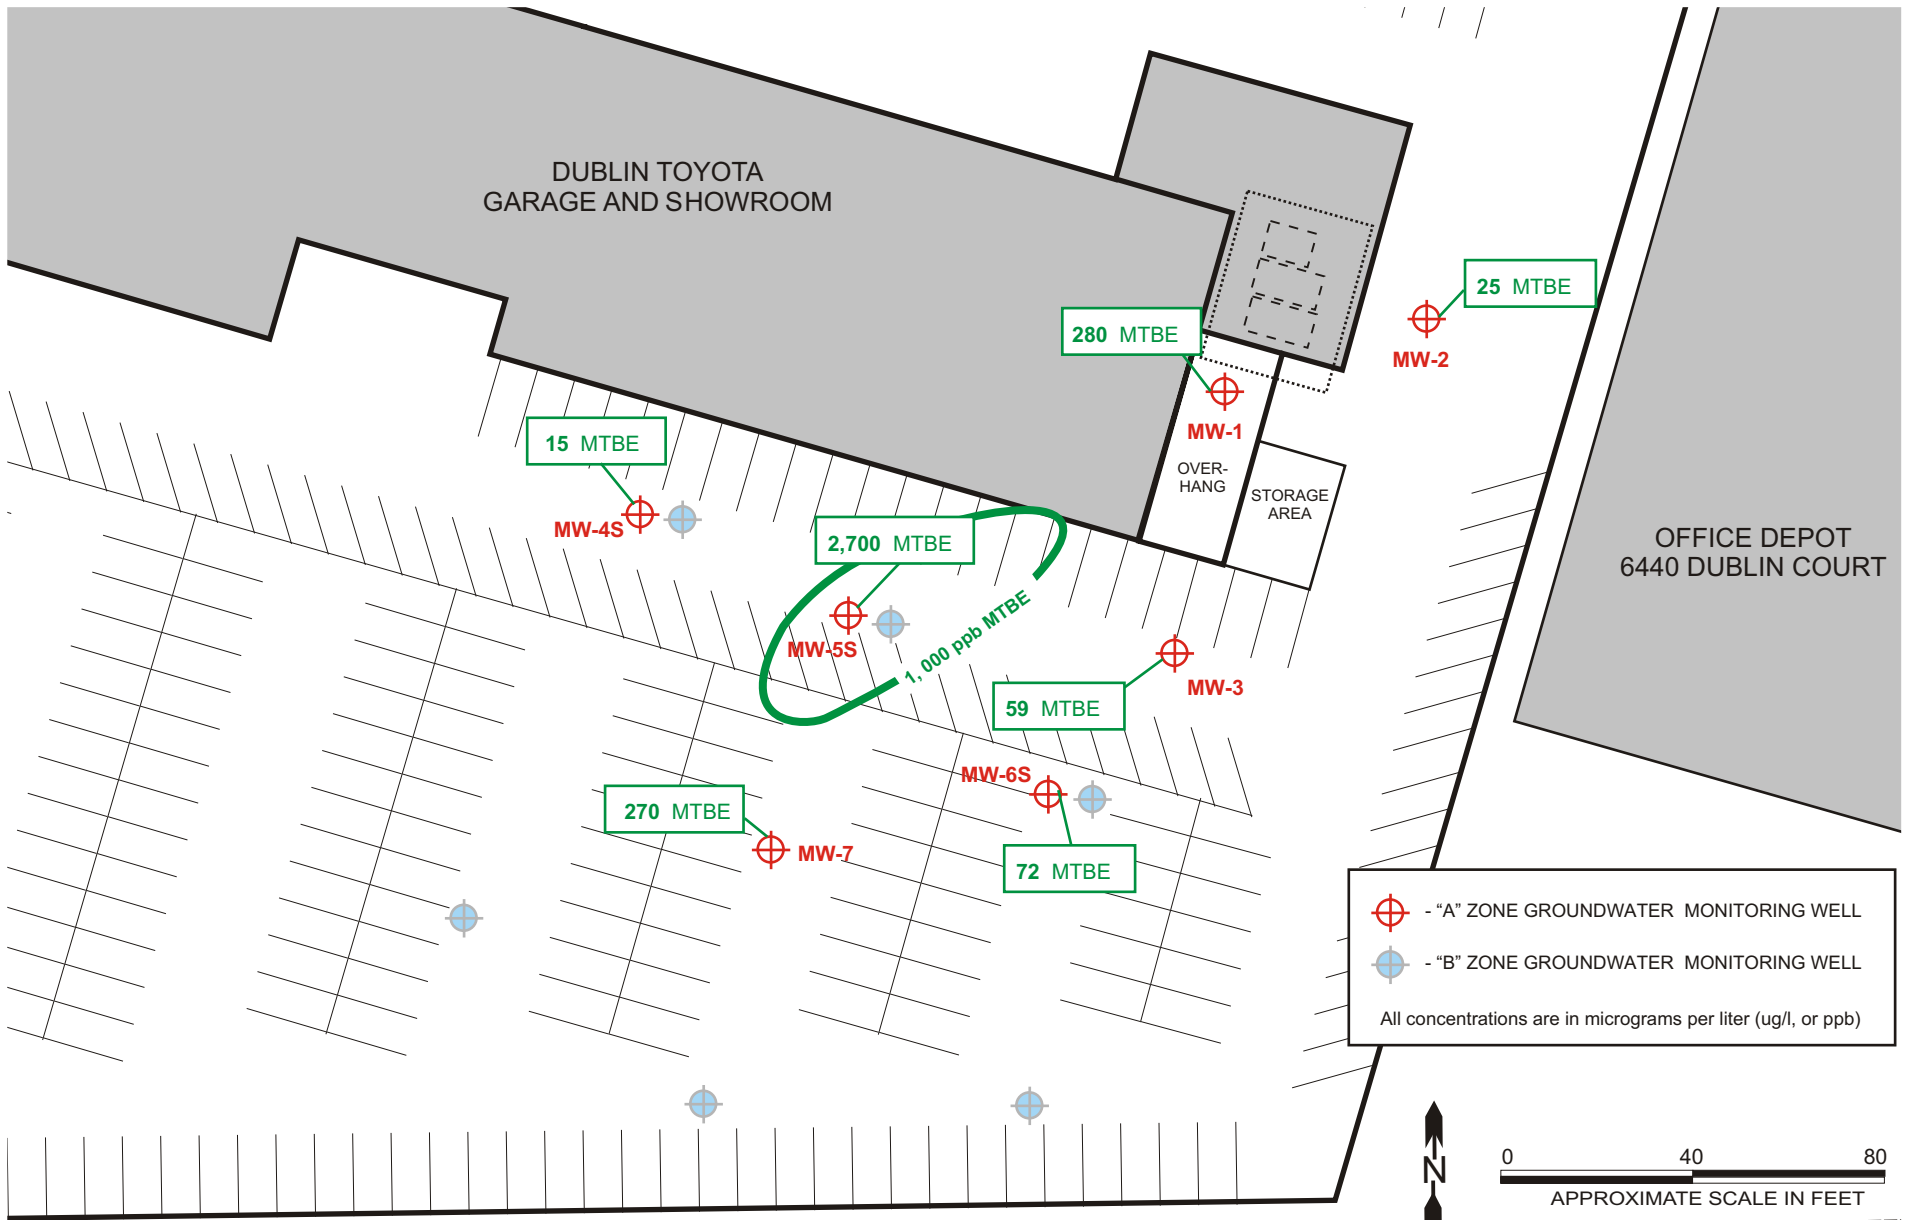 DUBLIN TOYOTA
GARAGE AND SHOWROOM
25 MTBE
280 MTBE
MW-2
MW-1
15 MTBE
OVER-
HANG
STORAGE
AREA
MW-4S
2,700 MTBE
OFFICE DEPOT
6440 DUBLIN COURT
1, 000 ppb MTBE
MW-5S
MW-3
59 MTBE
MW-6S
270 MTBE
MW-7
72 MTBE
- “A” ZONE GROUNDWATER MONITORING WELL
- “B” ZONE GROUNDWATER MONITORING WELL
All concentrations are in micrograms per liter (ug/l, or ppb)
N
0 40 80
APPROXIMATE SCALE IN FEET